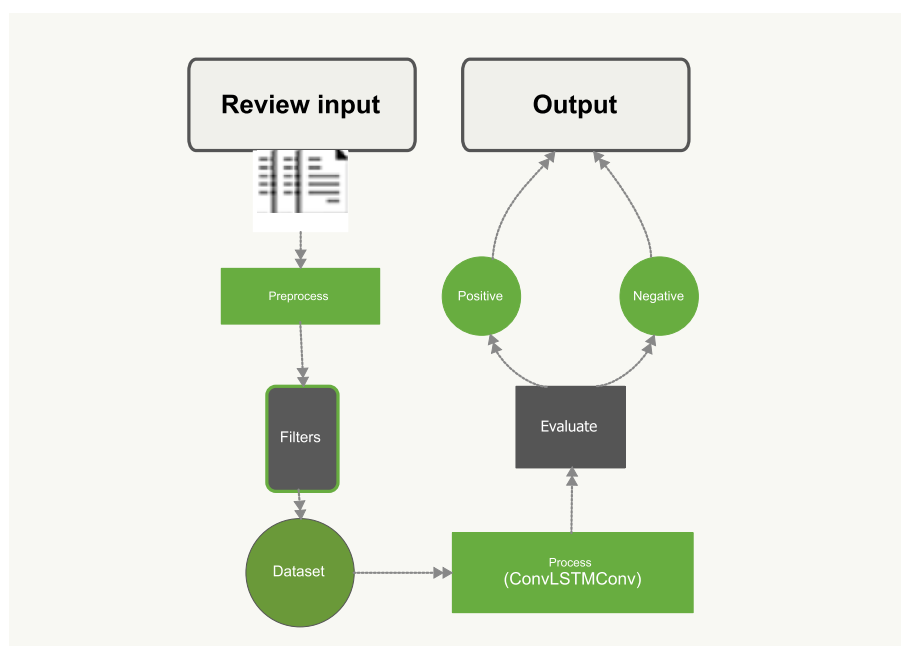 Review input
Output
Preprocess
Positive
Negative
Filters
Evaluate
Dataset
Process
(ConvLSTMConv)